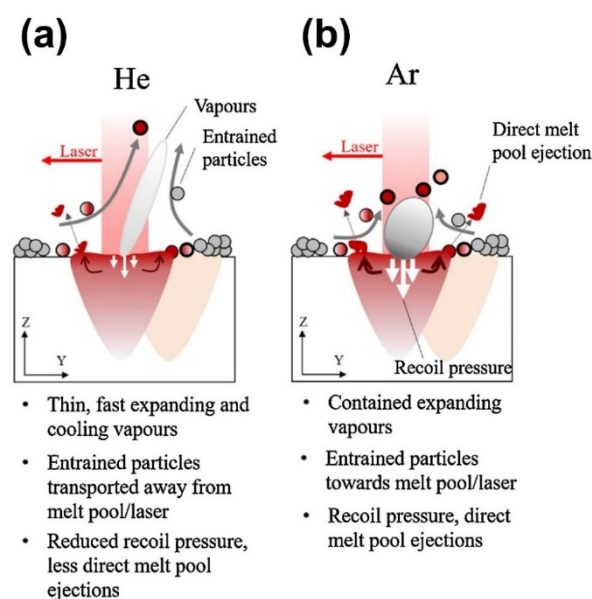 (a)
He
Vapours
Entrained
particles
Laser
Z
Y
• Thin, fast expanding and
cooling vapours
• Entrained particles
transported away from
melt pool/laser
• Reduced recoil pressure,
less direct melt pool
ejections
(b)
Ar
Direct melt
pool ejection
Laser
Recoil pressure
Z
Y
• Contained expanding
vapours
• Entrained particles
towards melt pool/laser
• Recoil pressure, direct
melt pool ejections